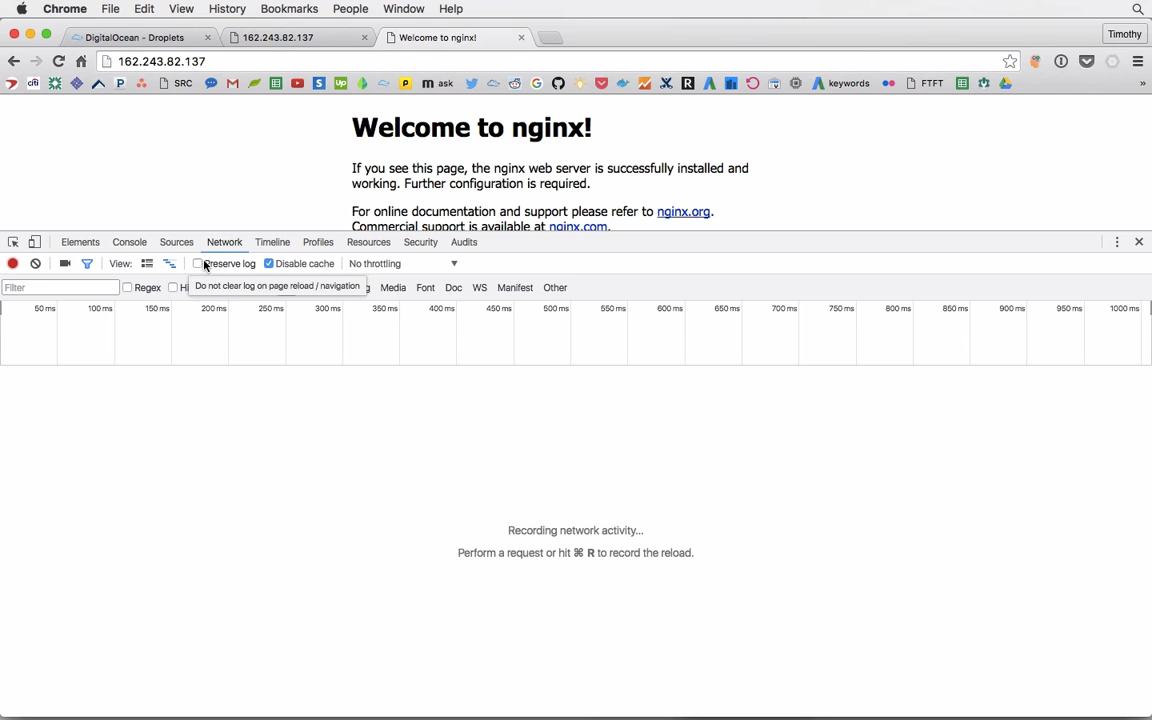 Chrome File Edit View History Bookmarks People Window Help
DigitalOcean - Droplets 162.243.82.137 Welcome to nginx! Timothy
162.243.82.137
citi P SRC S Up P m ask G R keywords FTFT »
Welcome to nginx!
If you see this page, the nginx web server is successfully installed and
working. Further configuration is required.
For online documentation and support please refer to nginx.org.
Commercial support is available at nginx.com.
Elements Console Sources Network Timeline Profiles Resources Security Audits
View: Preserve log Disable cache No throttling
Filter Regex Do not clear log on page reload / navigation Media Font Doc WS Manifest Other
50 ms 100 ms 150 ms 200 ms 250 ms 300 ms 350 ms 400 ms 450 ms 500 ms 550 ms 600 ms 650 ms 700 ms 750 ms 800 ms 850 ms 900 ms 950 ms 1000 ms
Recording network activity...
Perform a request or hit ⌘ R to record the reload.